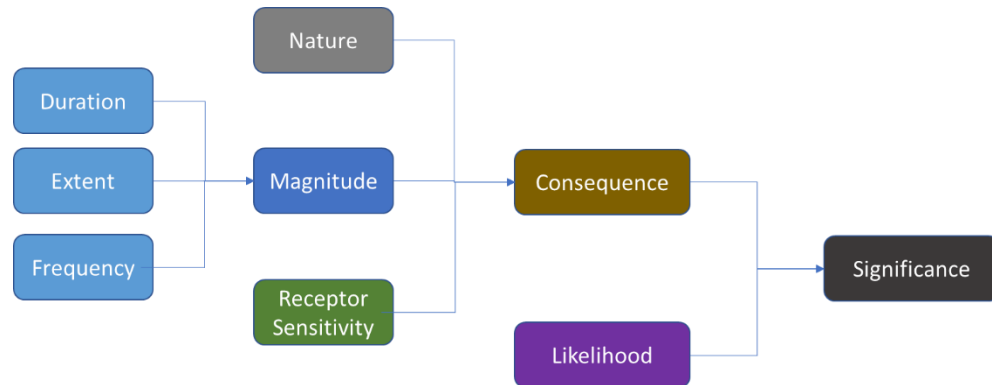 Nature
Duration
Extent
Magnitude
Consequence
Frequency
Significance
Receptor
Sensitivity
Likelihood